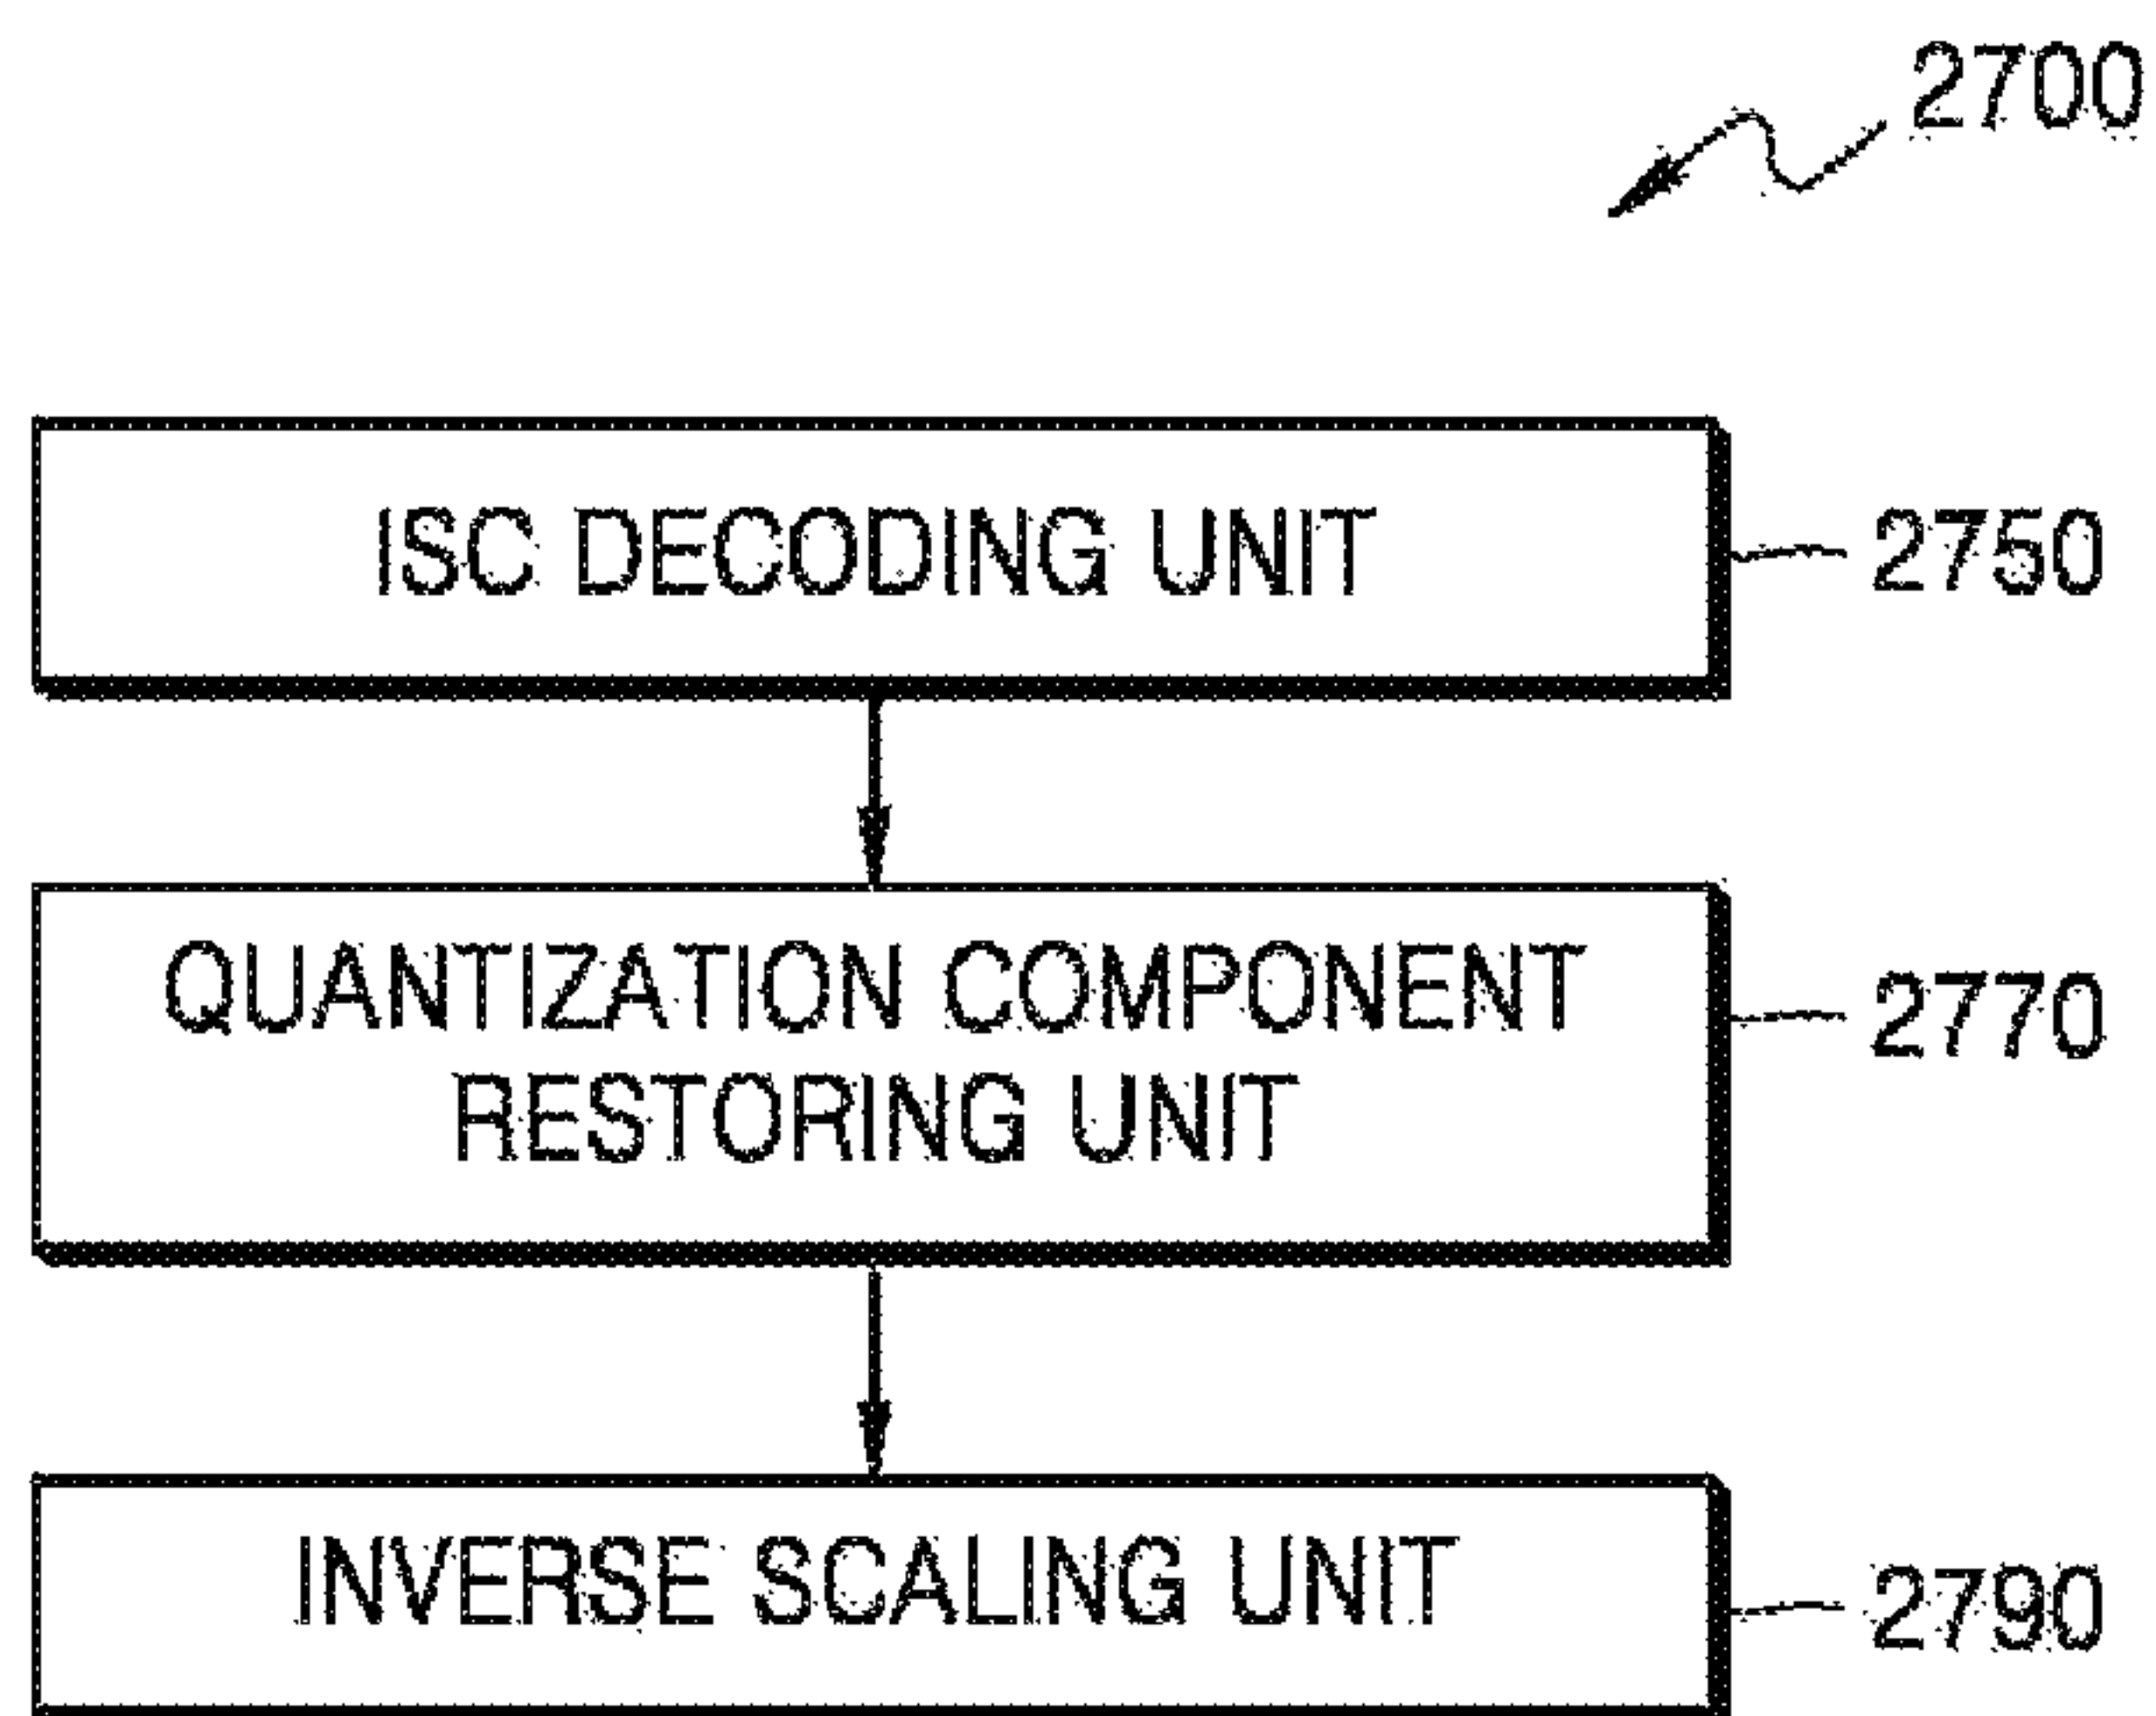 2700
ISC DECODING UNIT
2750
QUANTIZATION COMPONENT
RESTORING UNIT
2770
INVERSE SCALING UNIT
2790